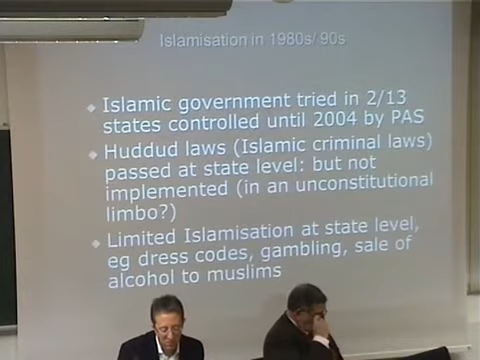 Islamisation in 1980s/ 90s
Islamic government tried in 2/13
states controlled until 2004 by PAS
Huddud laws (Islamic criminal laws)
passed at state level: but not
implemented (in an unconstitutional
limbo?)
Limited Islamisation at state level,
eg dress codes, gambling, sale of
alcohol to muslims